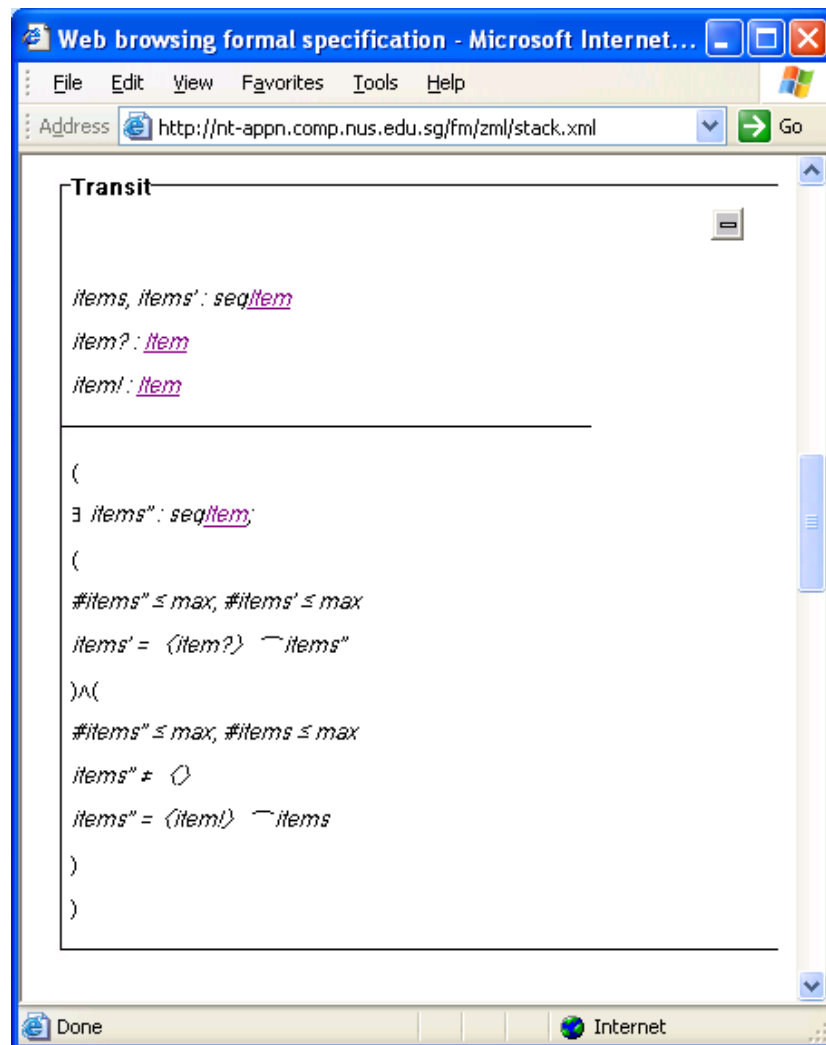 Web browsing formal specification - Microsoft Internet...
File Edit View Favorites Tools Help
Address http://nt-appn.comp.nus.edu.sg/fm/zml/stack.xml Go
Transit
items, items' : seqItem
item? : Item
item! : Item
(
∃ items'' : seqItem;
(
#items'' ≤ max, #items' ≤ max
items' = ⟨item?⟩ ⌒items''
)∧(
#items'' ≤ max, #items ≤ max
items'' ≠ ⟨⟩
items'' = ⟨item!⟩ ⌒items
)
)
Done Internet